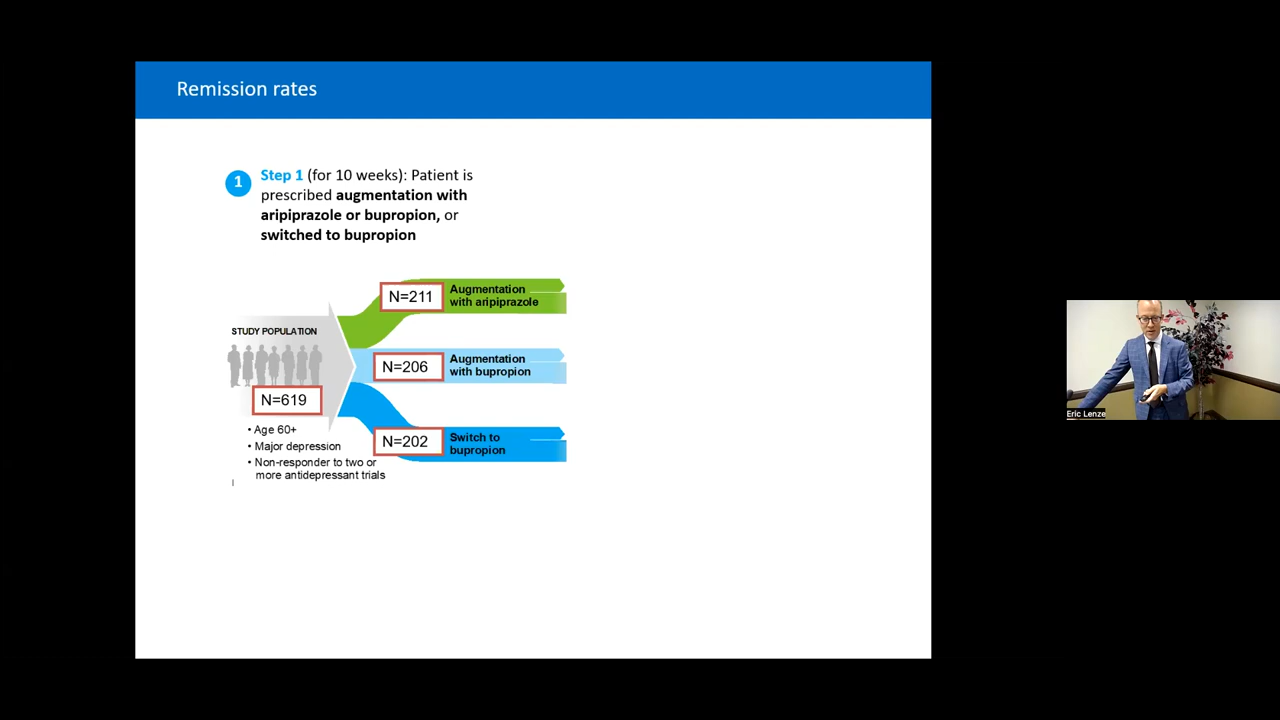 Remission rates
1
Step 1 (for 10 weeks): Patient is
prescribed augmentation with
aripiprazole or bupropion, or
switched to bupropion
N=211
Augmentation
with aripiprazole
STUDY POPULATION
N=206
Augmentation
with bupropion
N=619
• Age 60+
• Major depression
• Non-responder to two or
more antidepressant trials
N=202
Switch to
bupropion
Eric Lenze